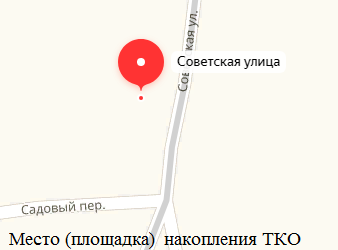 Советская ул.
Советская улица
Садовый пер.
Место (площадка) накопления ТКО